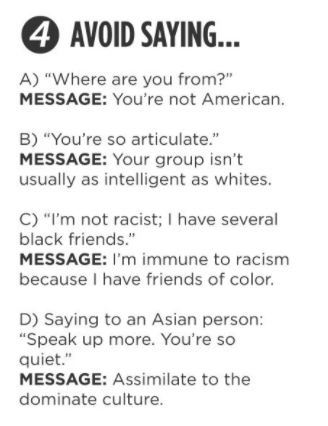 4 AVOID SAYING...
A) “Where are you from?”
MESSAGE: You’re not American.
B) “You’re so articulate.”
MESSAGE: Your group isn’t
usually as intelligent as whites.
C) “I’m not racist; I have several
black friends.”
MESSAGE: I’m immune to racism
because I have friends of color.
D) Saying to an Asian person:
“Speak up more. You’re so
quiet.”
MESSAGE: Assimilate to the
dominate culture.